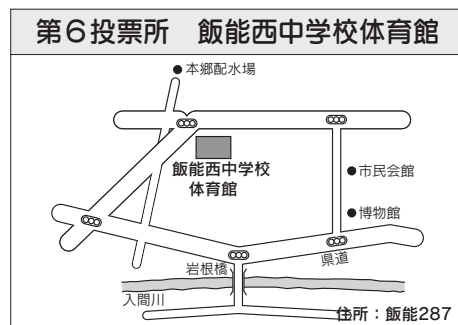 第6投票所　飯能西中学校体育館
●本郷配水場
飯能西中学校
体育館
●市民会館
●博物館
県道
岩根橋
入間川
住所：飯能287